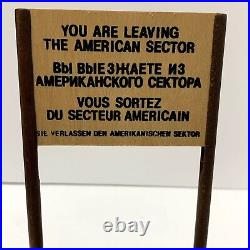 YOU ARE LEAVING
THE AMERICAN SECTOR
ВЫ ВЫЕЗЖАЕТЕ ИЗ
АМЕРИКАНСКОГО СЕКТОРА
VOUS SORTEZ
DU SECTEUR AMERICAIN
SIE VERLASSEN DEN AMERIKANISCHEN SEKTOR